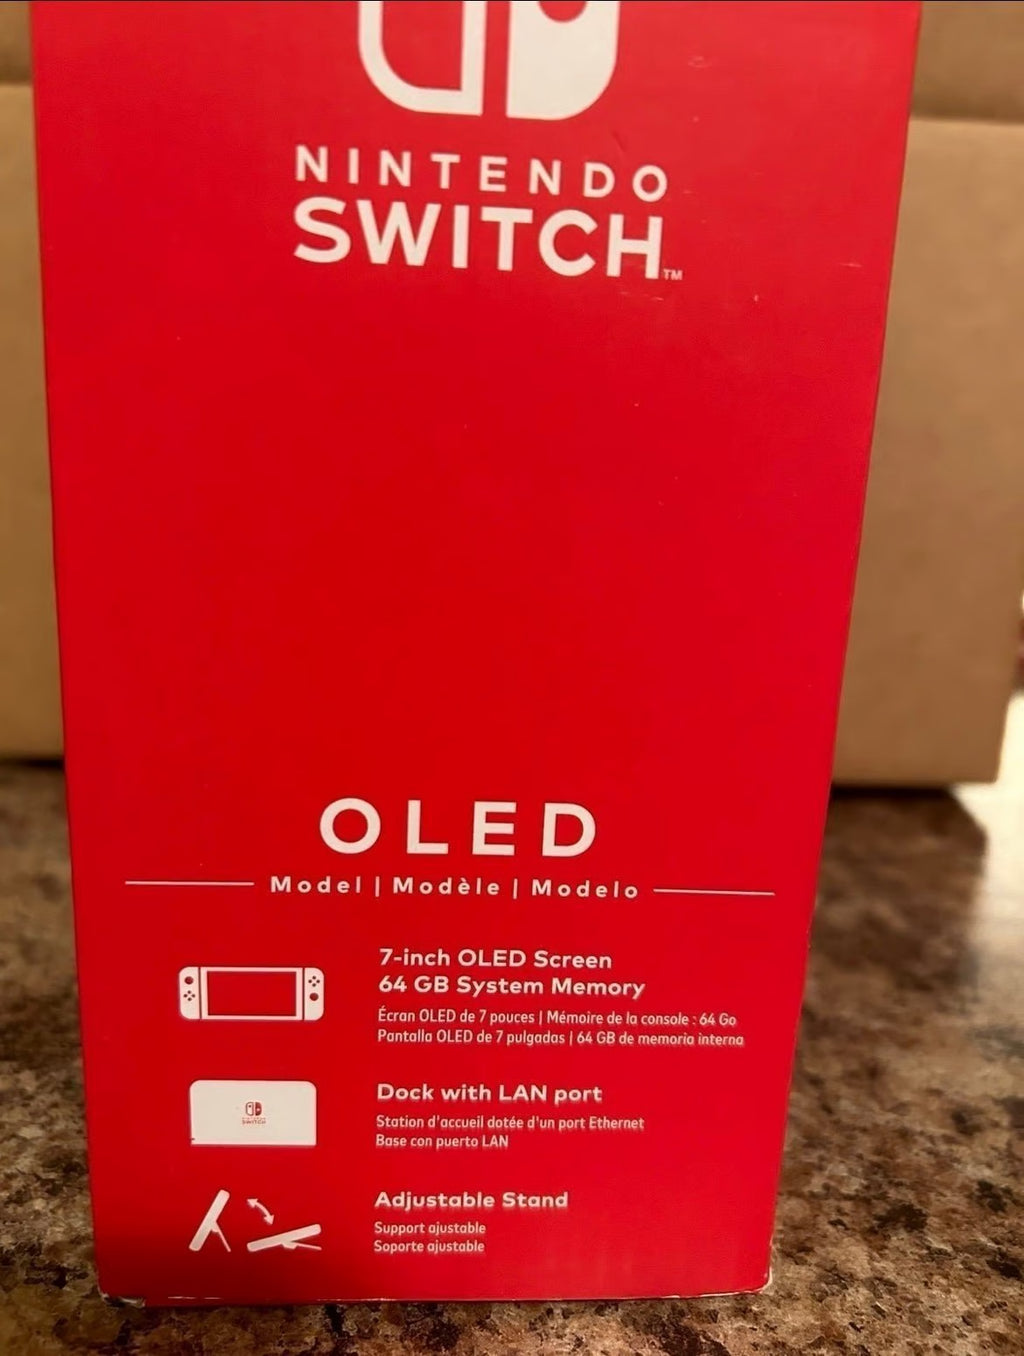 NINTENDO
SWITCH™
OLED
Model | Modèle | Modelo
7-inch OLED Screen
64 GB System Memory
Écran OLED de 7 pouces | Mémoire de la console : 64 Go
Pantalla OLED de 7 pulgadas | 64 GB de memoria interna
SWITCH
Dock with LAN port
Station d'accueil dotée d'un port Ethernet
Base con puerto LAN
Adjustable Stand
Support ajustable
Soporte ajustable